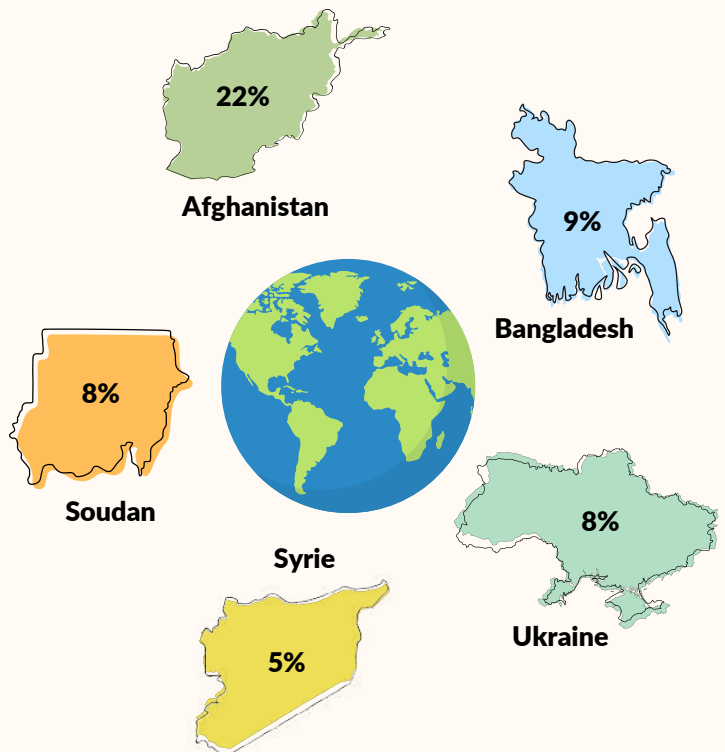 22%
Afghanistan
9%
Bangladesh
8%
Soudan
8%
Ukraine
Syrie
5%